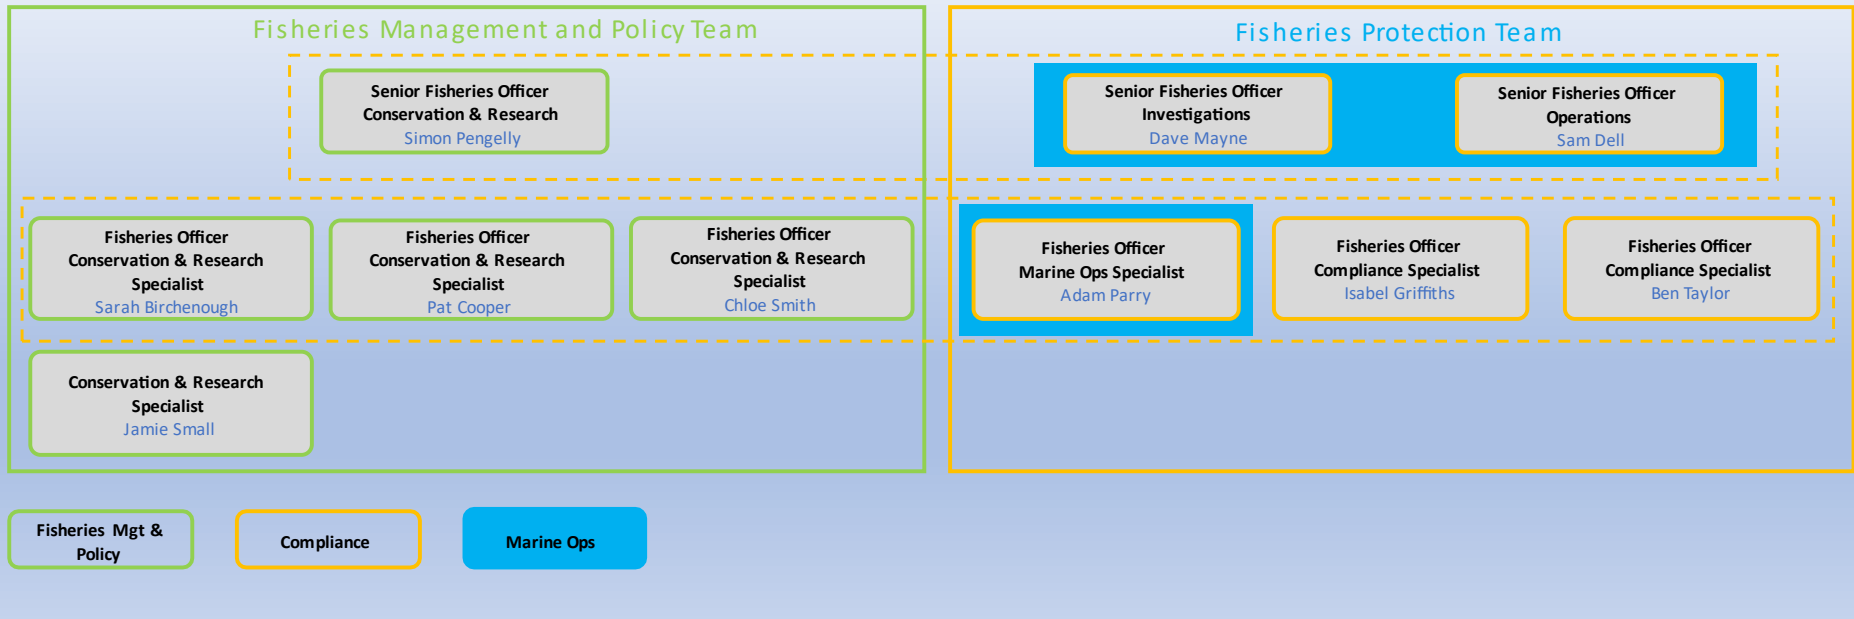 Fisheries Management and Policy Team
Fisheries Protection Team
Senior Fisheries Officer
Conservation & Research
Simon Pengelly
Senior Fisheries Officer
Investigations
Dave Mayne
Senior Fisheries Officer
Operations
Sam Dell
Fisheries Officer
Conservation & Research
Specialist
Sarah Birchenough
Fisheries Officer
Conservation & Research
Specialist
Pat Cooper
Fisheries Officer
Conservation & Research
Specialist
Chloe Smith
Fisheries Officer
Marine Ops Specialist
Adam Parry
Fisheries Officer
Compliance Specialist
Isabel Griffiths
Fisheries Officer
Compliance Specialist
Ben Taylor
Conservation & Research
Specialist
Jamie Small
Fisheries Mgt &
Policy
Compliance
Marine Ops